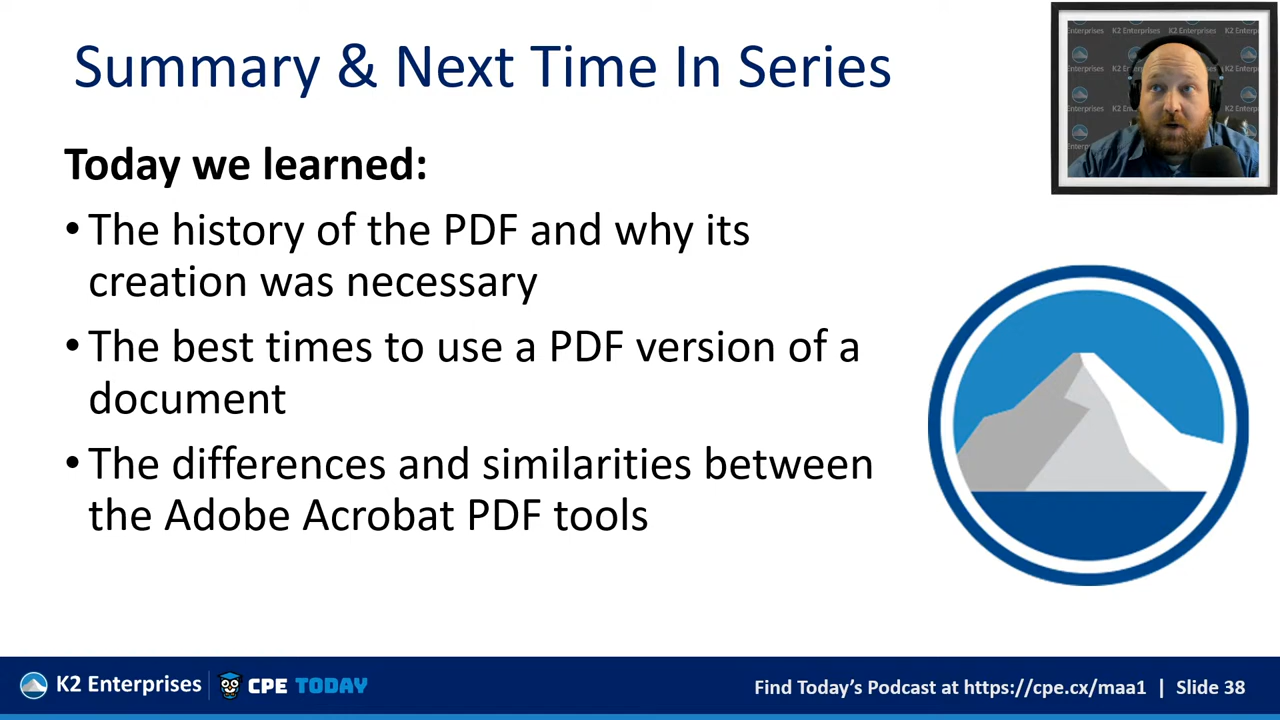 Summary & Next Time In Series
Today we learned:
•The history of the PDF and why its
creation was necessary
•The best times to use a PDF version of a
document
•The differences and similarities between
the Adobe Acrobat PDF tools
K2 Enterprises
K2 Enterprises
CPE TODAY
Find Today's Podcast at https://cpe.cx/maa1 | Slide 38